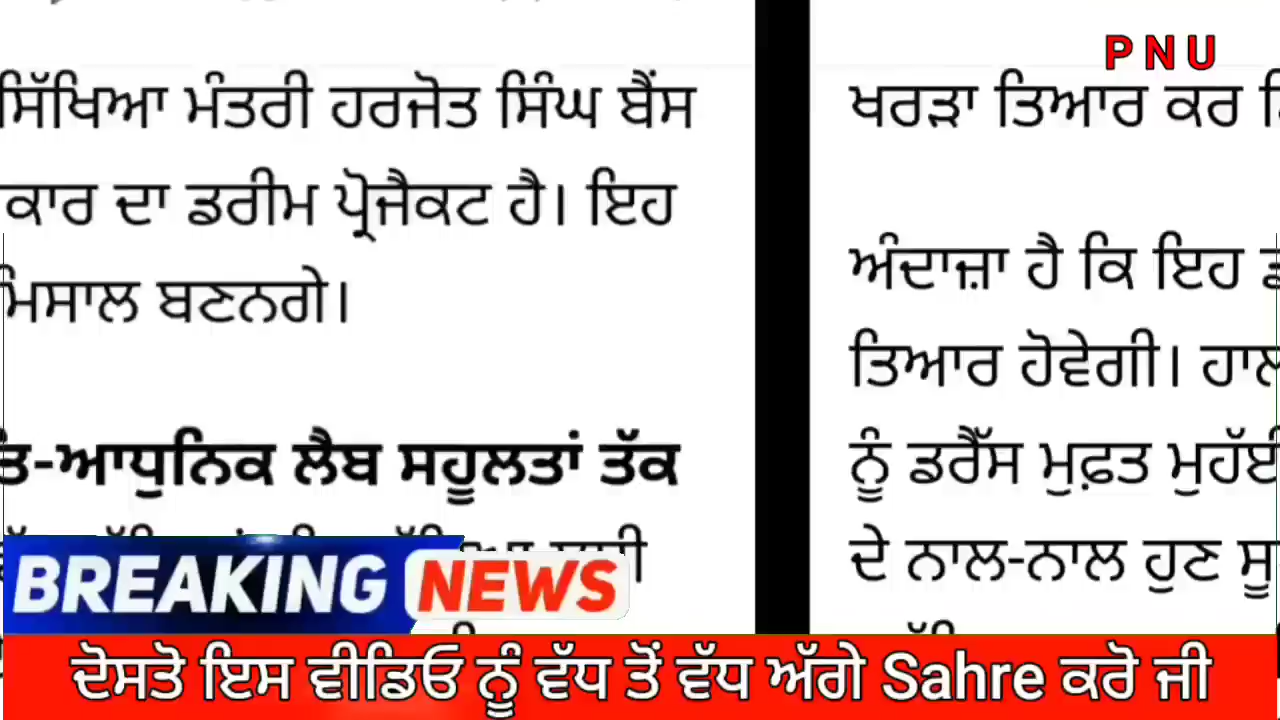 PNU
ਸਿੱਖਿਆ ਮੰਤਰੀ ਹਰਜੋਤ ਸਿੰਘ ਬੈਂਸ
ਕਾਰ ਦਾ ਡਰੀਮ ਪ੍ਰੋਜੈਕਟ ਹੈ। ਇਹ
ਮਿਸਾਲ ਬਣਨਗੇ।
ਤ-ਆਧੁਨਿਕ ਲੈਬ ਸਹੂਲਤਾਂ ਤੱਕ
ਖਰੜਾ ਤਿਆਰ ਕਰ
ਅੰਦਾਜ਼ਾ ਹੈ ਕਿ ਇਹ
ਤਿਆਰ ਹੋਵੇਗੀ।
ਨੂੰ ਡਰੈੱਸ ਮੁਫ਼ਤ
ਦੇ ਨਾਲ-ਨਾਲ ਹੁਣ
BREAKING NEWS
ਦੋਸਤੋ ਇਸ ਵੀਡਿਓ ਨੂੰ ਵੱਧ ਤੋਂ ਵੱਧ ਅੱਗੇ Sahre ਕਰੋ ਜੀ